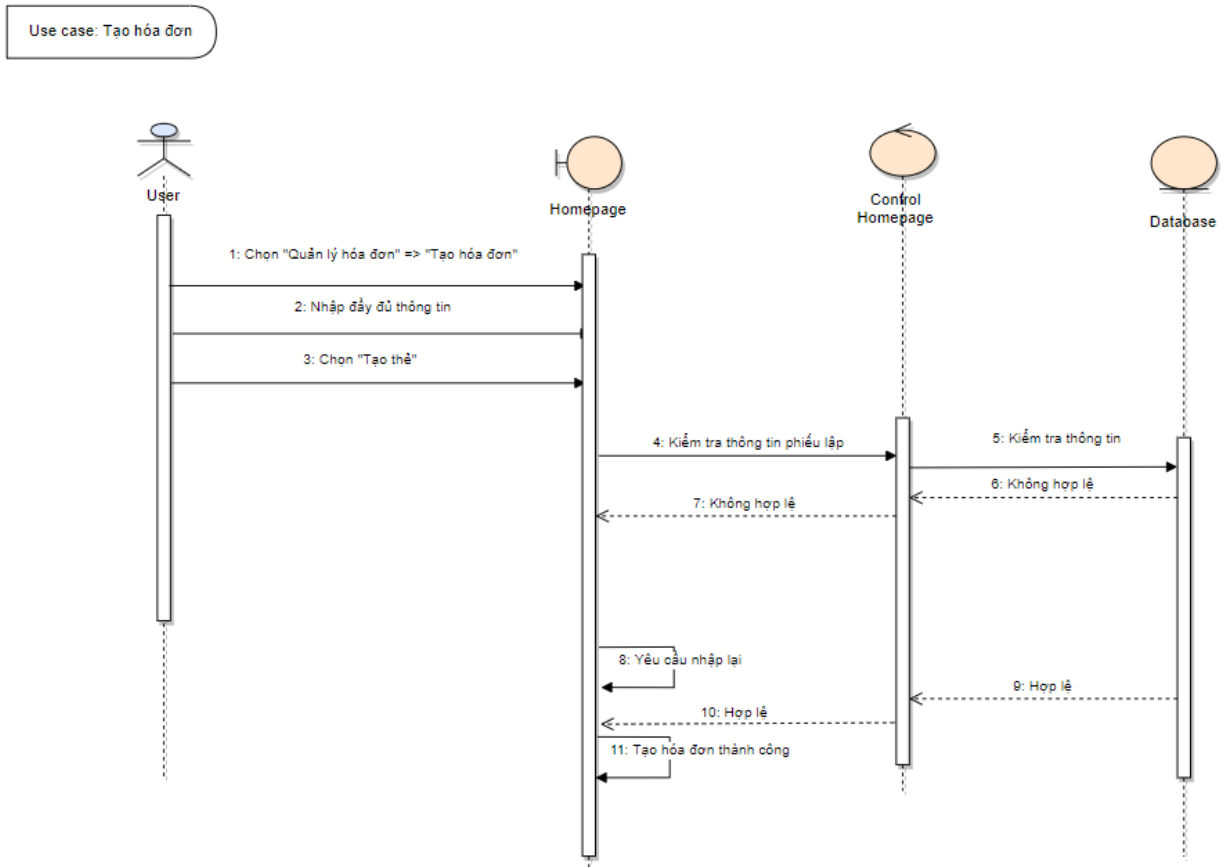 Use case: Tạo hóa đơn
User
Homepage
Control
Homepage
Database
1: Chọn "Quản lý hóa đơn" => "Tạo hóa đơn"
2: Nhập đầy đủ thông tin
3: Chọn "Tạo thẻ"
4: Kiểm tra thông tin phiếu lập
5: Kiểm tra thông tin
6: Không hợp lệ
7: Không hợp lệ
8: Yêu cầu nhập lại
9: Hợp lệ
10: Hợp lệ
11: Tạo hóa đơn thành công